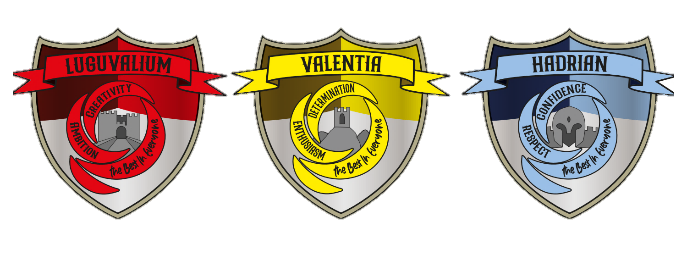 LUGUVALIUM
CREATIVITY
AMBITION
the Best in Everyone
VALENTIA
DETERMINATION
ENTHUSIASM
the Best in Everyone
HADRIAN
CONFIDENCE
RESPECT
the Best in Everyone